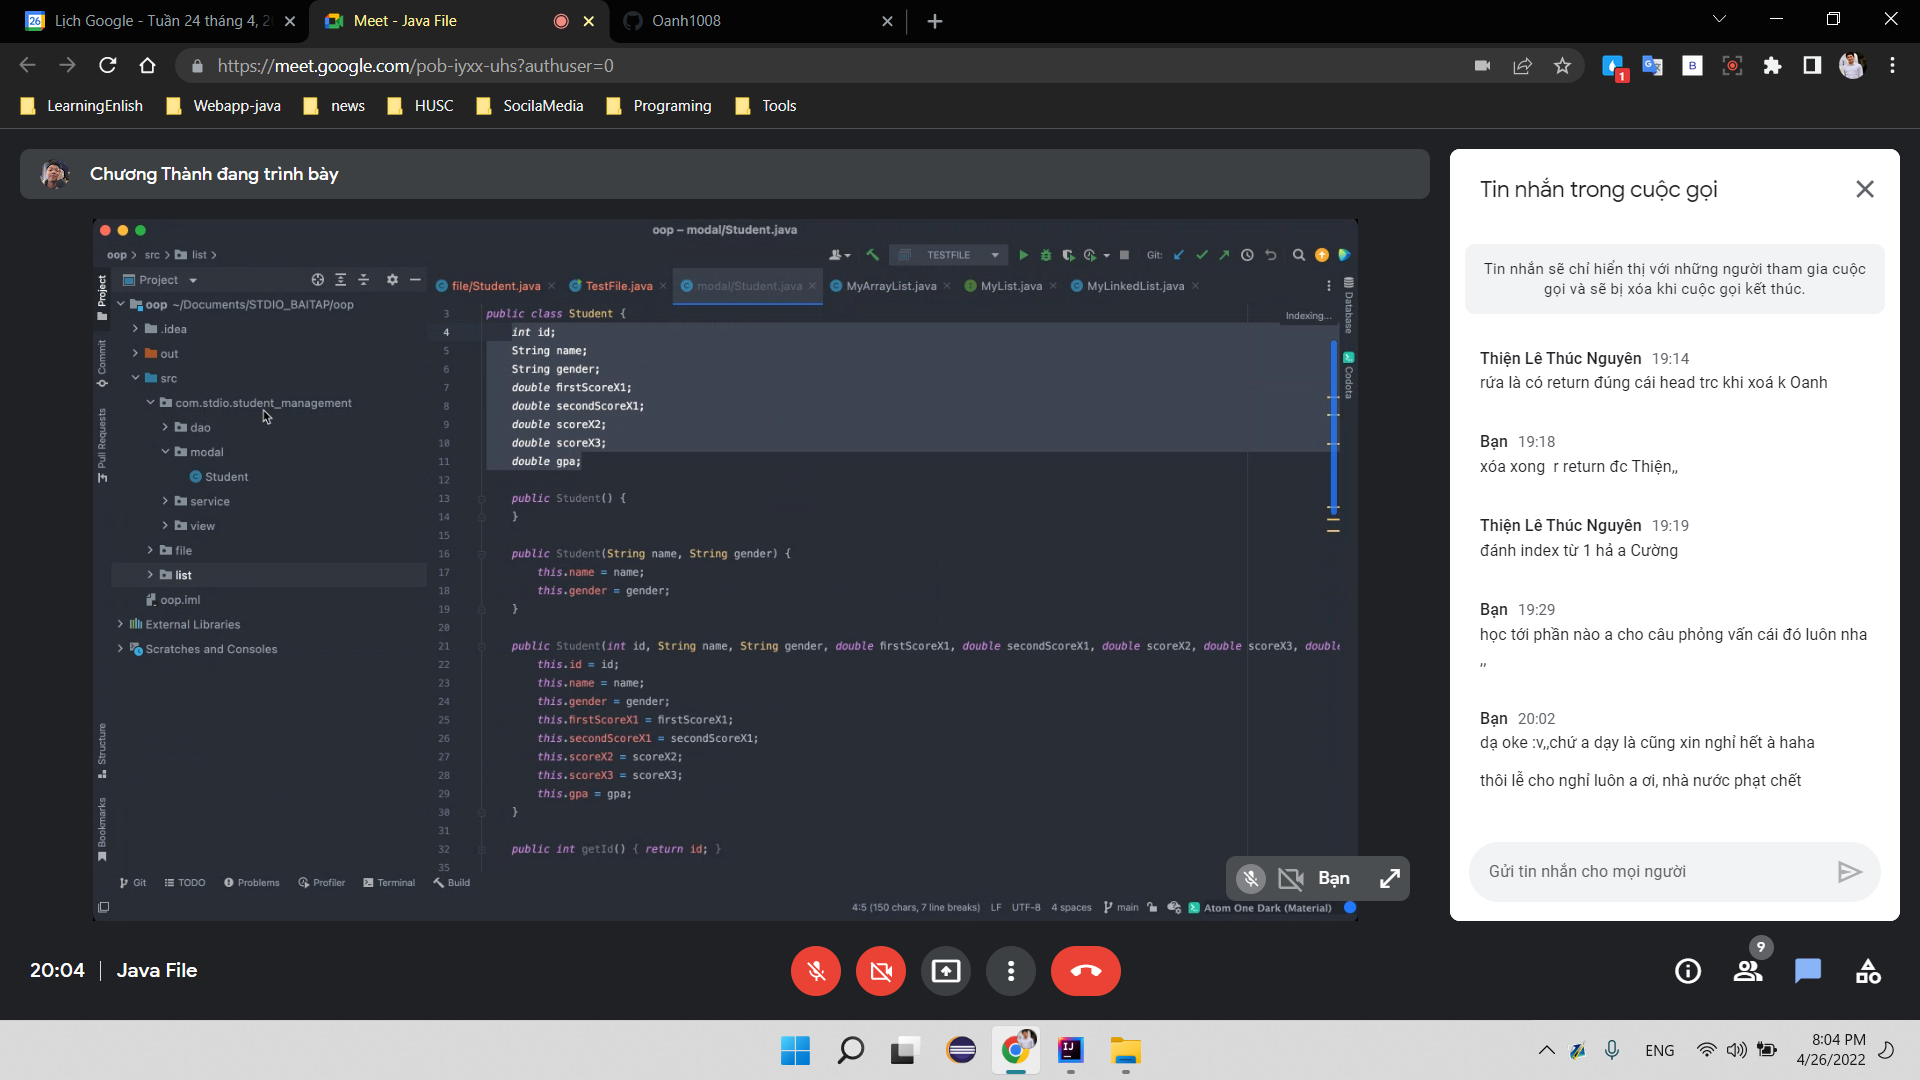 Lịch Google - Tuần 24 tháng 4, 2
Meet - Java File
Oanh1008
https://meet.google.com/pob-iyxx-uhs?authuser=0
1
B
LearningEnlish
Webapp-java
news
HUSC
SocilaMedia
Programing
Tools
Chương Thành đang trình bày
oop – modal/Student.java
oop
src
list
TESTFILE
Git:
Project
file/Student.java
TestFile.java
modal/Student.java
MyArrayList.java
MyList.java
MyLinkedList.java
Project
Commit
Pull Requests
Structure
Bookmarks
oop ~/Documents/STDIO_BAITAP/oop
.idea
out
src
com.stdio.student_management
dao
modal
Student
service
view
file
list
oop.iml
External Libraries
Scratches and Consoles
Indexing...
Database
Codota
3 public class Student {
4 int id;
5 String name;
6 String gender;
7 double firstScoreX1;
8 double secondScoreX1;
9 double scoreX2;
10 double scoreX3;
11 double gpa;
12
13 public Student() {
14 }
15
16 public Student(String name, String gender) {
17 this.name = name;
18 this.gender = gender;
19 }
20
21 public Student(int id, String name, String gender, double firstScoreX1, double secondScoreX1, double scoreX2, double scoreX3, double
22 this.id = id;
23 this.name = name;
24 this.gender = gender;
25 this.firstScoreX1 = firstScoreX1;
26 this.secondScoreX1 = secondScoreX1;
27 this.scoreX2 = scoreX2;
28 this.scoreX3 = scoreX3;
29 this.gpa = gpa;
30 }
31
32 public int getId() { return id; }
35
Git
TODO
Problems
Profiler
Terminal
Build
4:5 (150 chars, 7 line breaks)
LF
UTF-8
4 spaces
main
Atom One Dark (Material)
Bạn
Tin nhắn trong cuộc gọi
Tin nhắn sẽ chỉ hiển thị với những người tham gia cuộc
gọi và sẽ bị xóa khi cuộc gọi kết thúc.
Thiện Lê Thúc Nguyên 19:14
rứa là có return đúng cái head trc khi xoá k Oanh
Bạn 19:18
xóa xong r return đc Thiện,,
Thiện Lê Thúc Nguyên 19:19
đánh index từ 1 hả a Cường
Bạn 19:29
học tới phần nào a cho câu phỏng vấn cái đó luôn nha
,,
Bạn 20:02
dạ oke :v,,chứ a dạy là cũng xin nghỉ hết à haha
thôi lễ cho nghỉ luôn a ơi, nhà nước phạt chết
Gửi tin nhắn cho mọi người
20:04
Java File
9
ENG
8:04 PM
4/26/2022